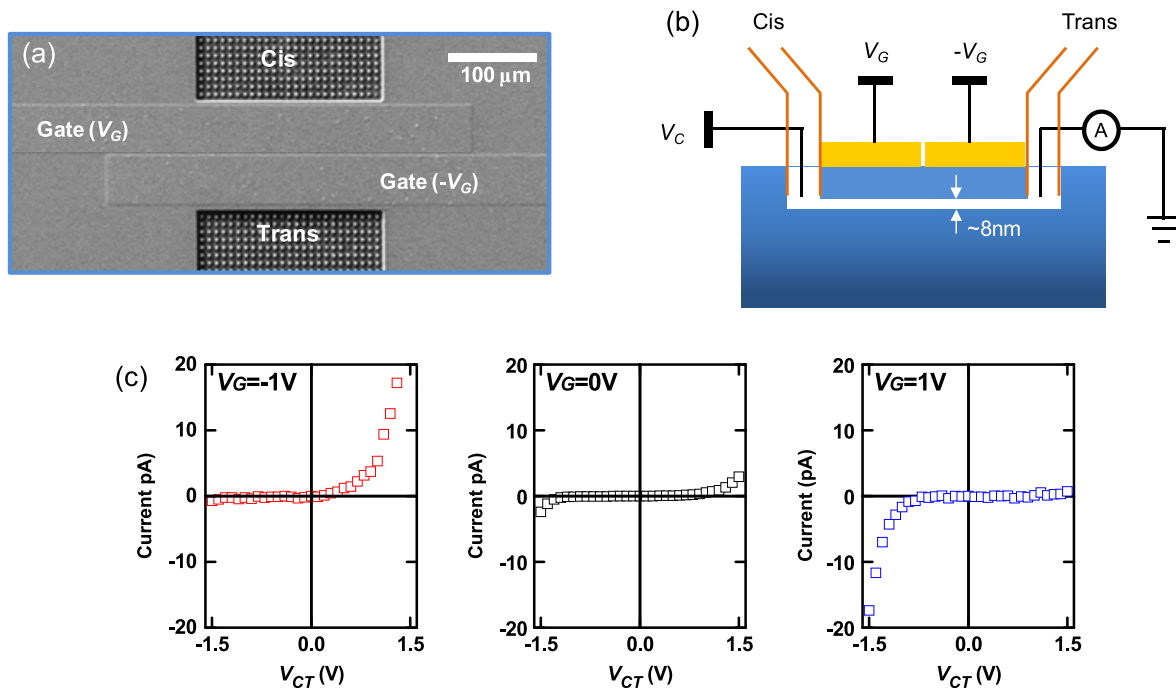 (a)
Cis
100 μm
Gate (VG)
Gate (-VG)
Trans
(b)
Cis
Trans
VG
-VG
VC
A
~8nm
(c)
VG=-1V
20
10
0
-10
-20
Current pA)
-1.5
0.0
1.5
VCT (V)
VG=0V
20
10
0
-10
-20
Current pA)
-1.5
0.0
1.5
VCT (V)
VG=1V
20
10
0
-10
-20
Current (pA)
-1.5
0.0
1.5
VCT (V)